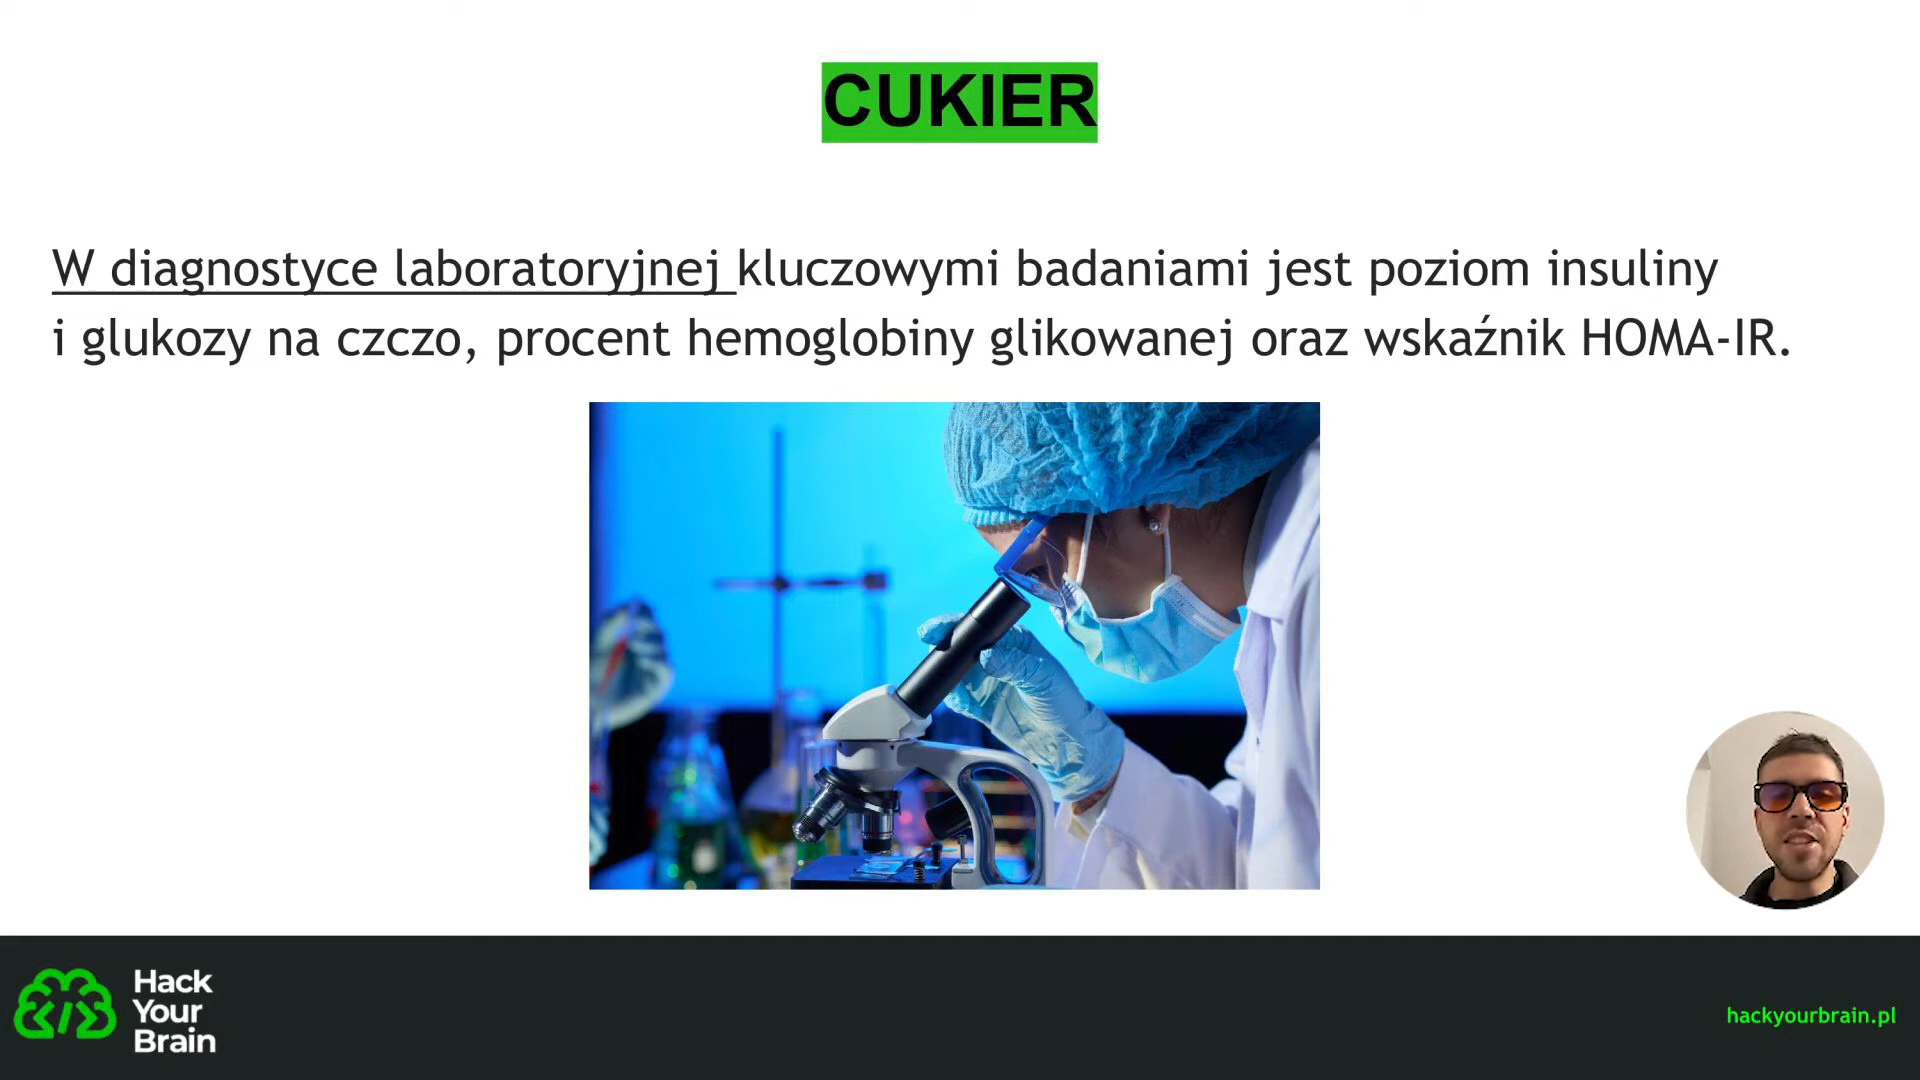 CUKIER
W diagnostyce laboratoryjnej kluczowymi badaniami jest poziom insuliny
i glukozy na czczo, procent hemoglobiny glikowanej oraz wskaźnik HOMA-IR.
Hack
Your
Brain
hackyourbrain.pl